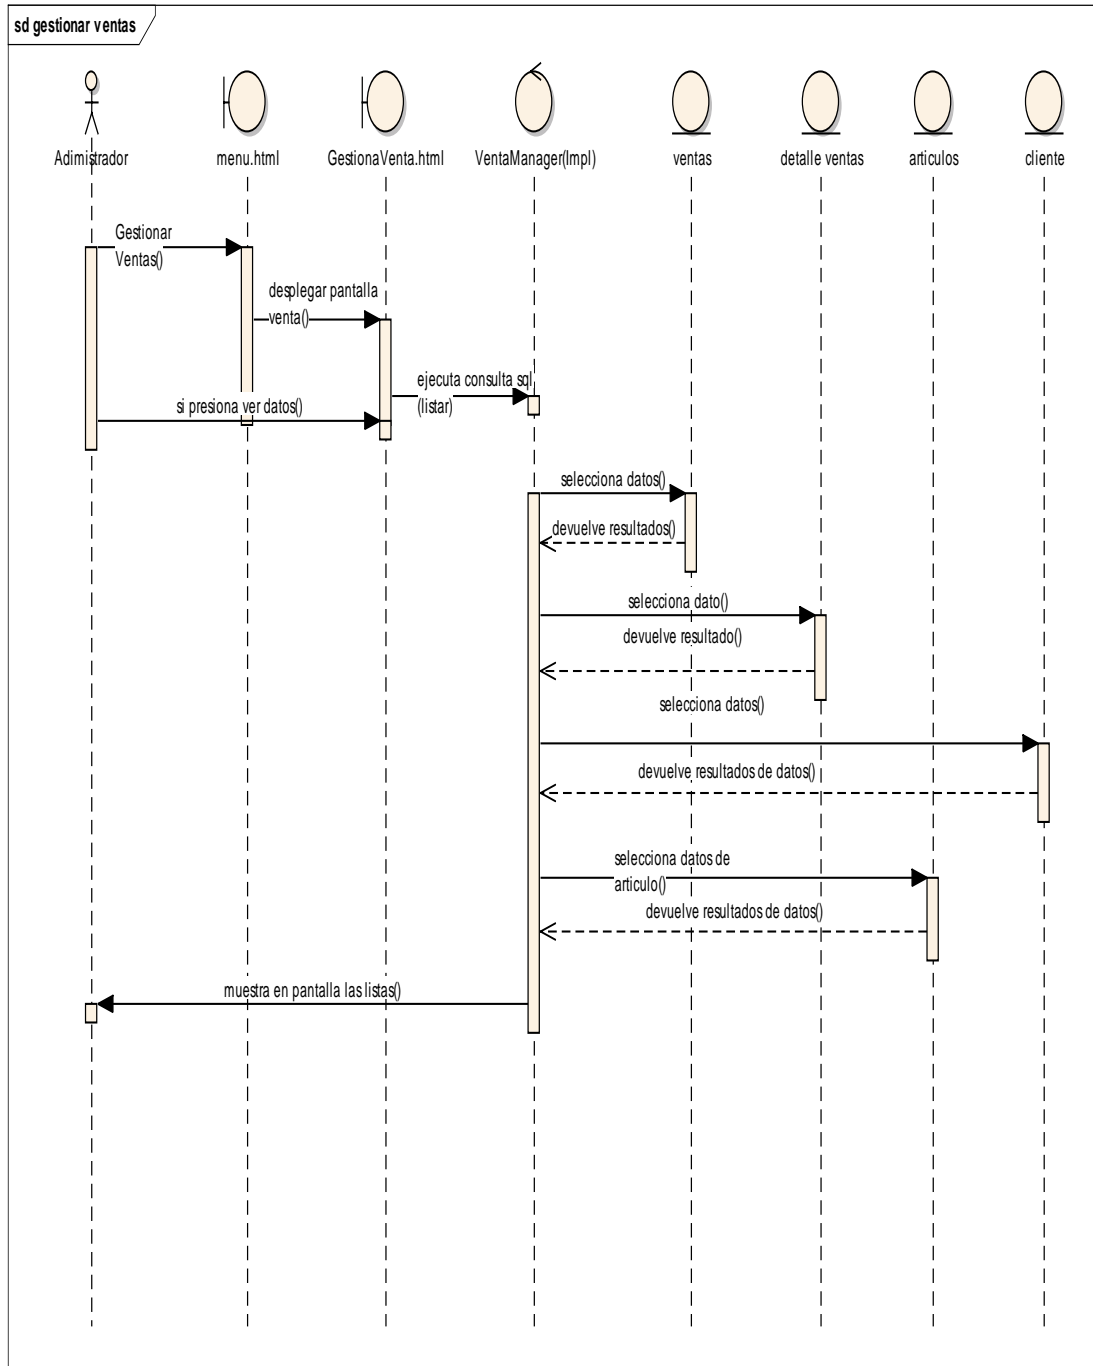 sd gestionar ventas
Adimistrador
menu.html
GestionaVenta.html
VentaManager(Impl)
ventas
detalle ventas
articulos
cliente
Gestionar
Ventas()
desplegar pantalla
venta()
ejecuta consulta sql
(listar)
si presiona ver datos()
selecciona datos()
devuelve resultados()
selecciona dato()
devuelve resultado()
selecciona datos()
devuelve resultados de datos()
selecciona datos de
articulo()
devuelve resultados de datos()
muestra en pantalla las listas()